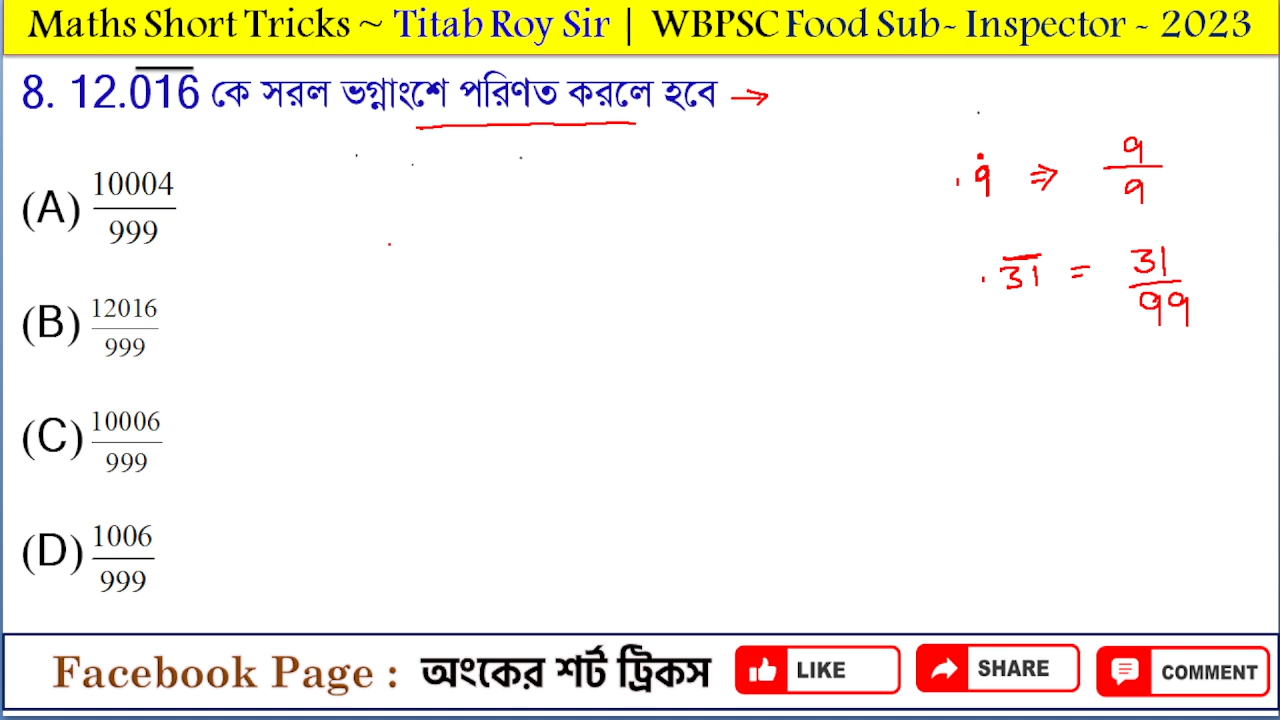 Maths Short Tricks ~ Titab Roy Sir | WBPSC Food Sub- Inspector - 2023
8. 12.0̅1̅6̅ কে সরল ভগ্নাংশে পরিণত করলে হবে →
.9̇ ⇒ 9/9
.3̅1̅ = 31/99
(A) 10004/999
(B) 12016/999
(C) 10006/999
(D) 1006/999
Facebook Page : অংকের শর্ট ট্রিকস LIKE SHARE COMMENT